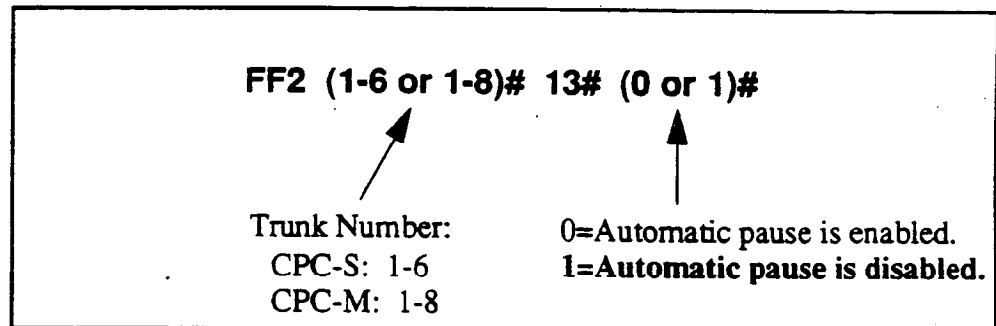 FF2 (1-6 or 1-8)# 13# (0 or 1)#
Trunk Number:
CPC-S: 1-6
CPC-M: 1-8
0=Automatic pause is enabled.
1=Automatic pause is disabled.